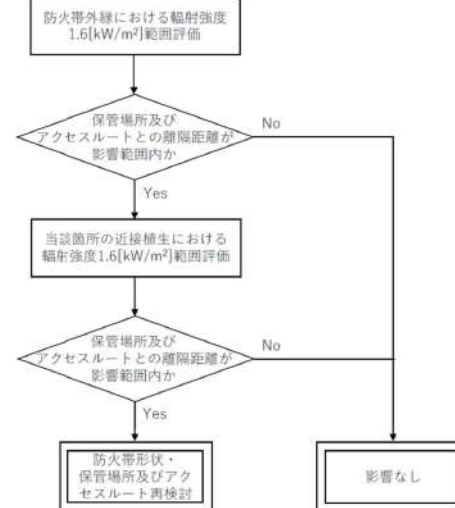 防火帯外縁における輻射強度
1.6[kW/m²]範囲評価
保管場所及び
アクセスルートとの離隔距離が
影響範囲内か
No
Yes
当該箇所の近接植生における
輻射強度1.6[kW/m²]範囲評価
保管場所及び
アクセスルートとの離隔距離が
影響範囲内か
No
Yes
防火帯形状・
保管場所及びアク
セスルート再検討
影響なし